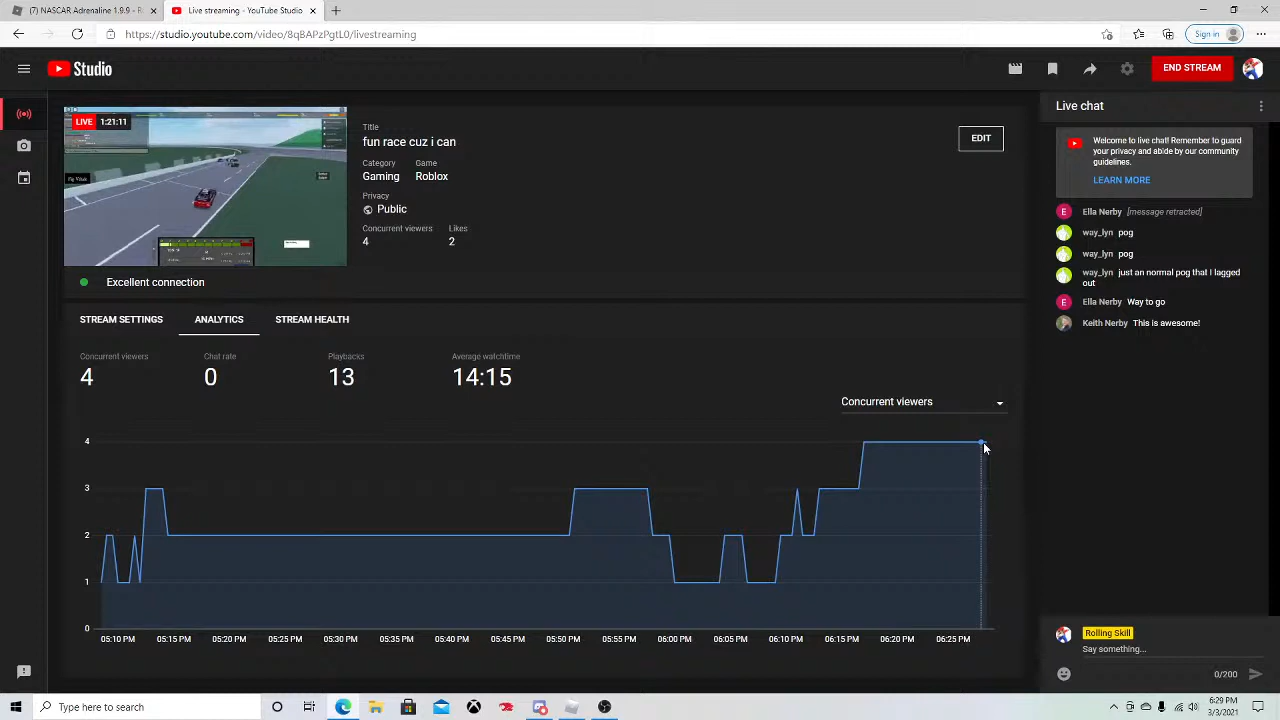 (7) NASCAR Adrenaline 1.9.9 - R
Live streaming - YouTube Studio
https://studio.youtube.com/video/8qBAPzPgtL0/livestreaming
Sign in
Studio
END STREAM
LIVE 1:21:11
Title
fun race cuz i can
Category Game
Gaming Roblox
Privacy
Public
Concurrent viewers Likes
4 2
EDIT
Excellent connection
STREAM SETTINGS ANALYTICS STREAM HEALTH
Concurrent viewers Chat rate Playbacks Average watchtime
4 0 13 14:15
Concurrent viewers
4
3
2
1
0
05:10 PM 05:15 PM 05:20 PM 05:25 PM 05:30 PM 05:35 PM 05:40 PM 05:45 PM 05:50 PM 05:55 PM 06:00 PM 06:05 PM 06:10 PM 06:15 PM 06:20 PM 06:25 PM
Live chat
Welcome to live chat! Remember to guard
your privacy and abide by our community
guidelines.
LEARN MORE
E Ella Nerby [message retracted]
way_lyn pog
way_lyn pog
way_lyn just an normal pog that I lagged
out
E Ella Nerby Way to go
Keith Nerby This is awesome!
Rolling Skill
Say something...
0/200
Type here to search
6:29 PM
3/3/2021